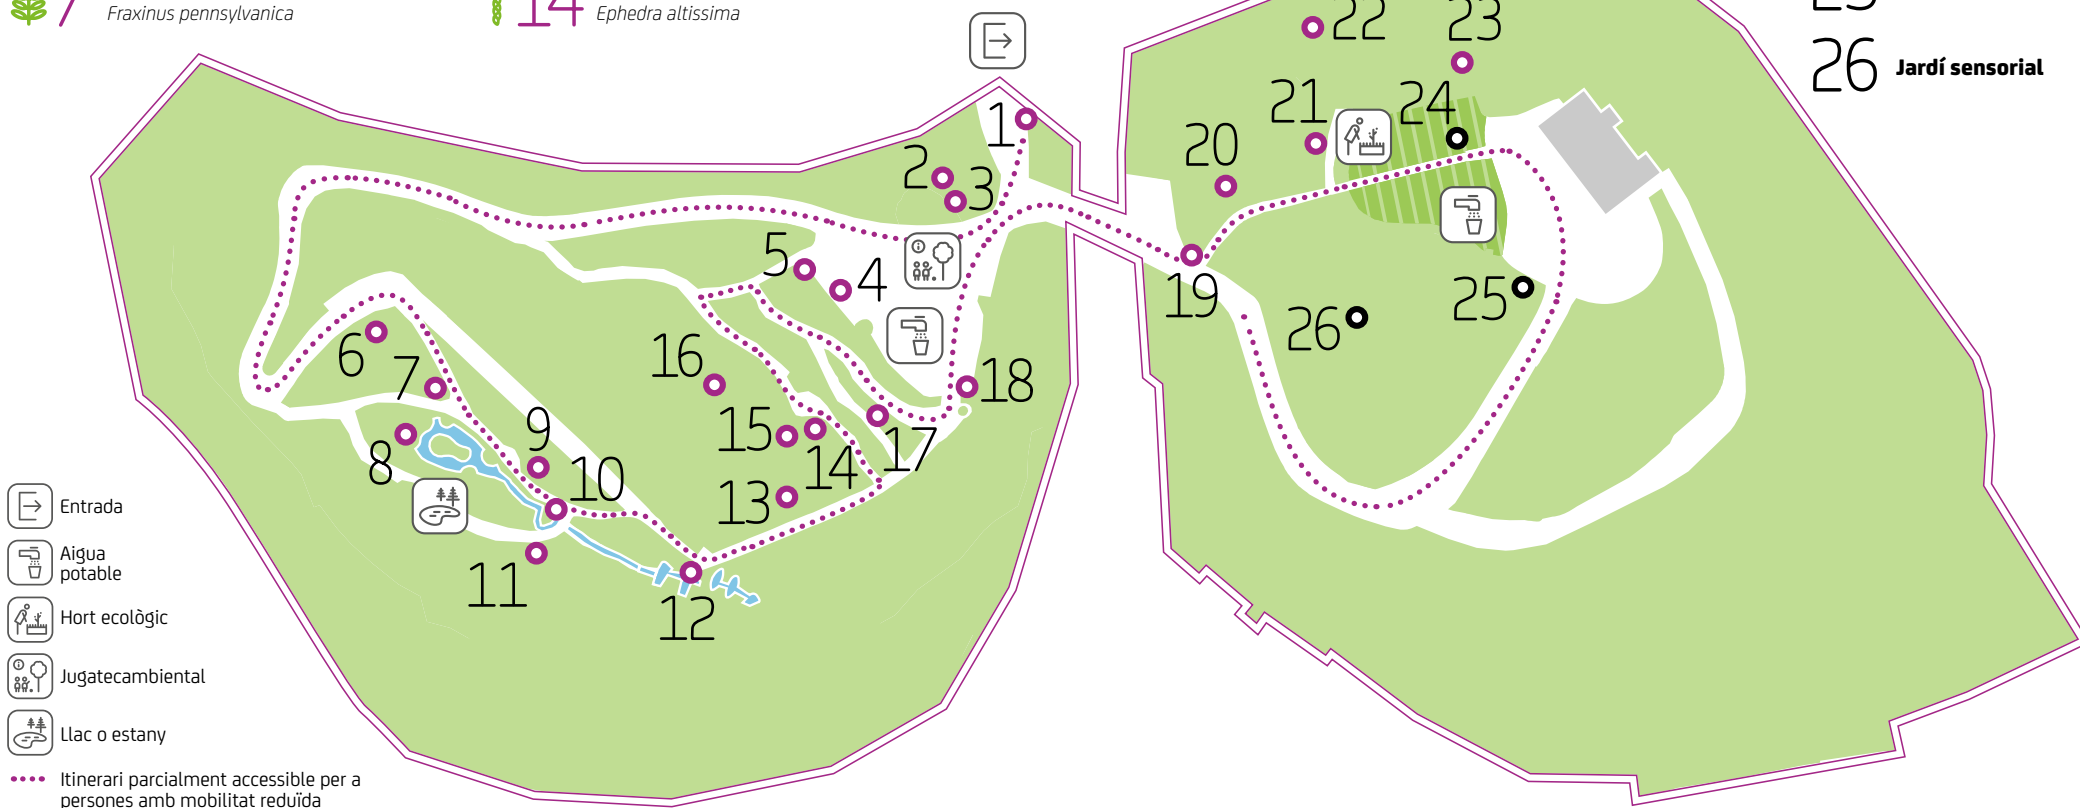 7
Fraxinus pennsylvanica
14
Ephedra altissima
26 Jardí sensorial
22
23
24
21
20
1
2
3
5
4
19
25
26
6
7
16
18
8
9
10
15
14
17
13
11
12
Entrada
Aigua
potable
Hort ecològic
Jugatecambiental
Llac o estany
Itinerari parcialment accessible per a
persones amb mobilitat reduïda